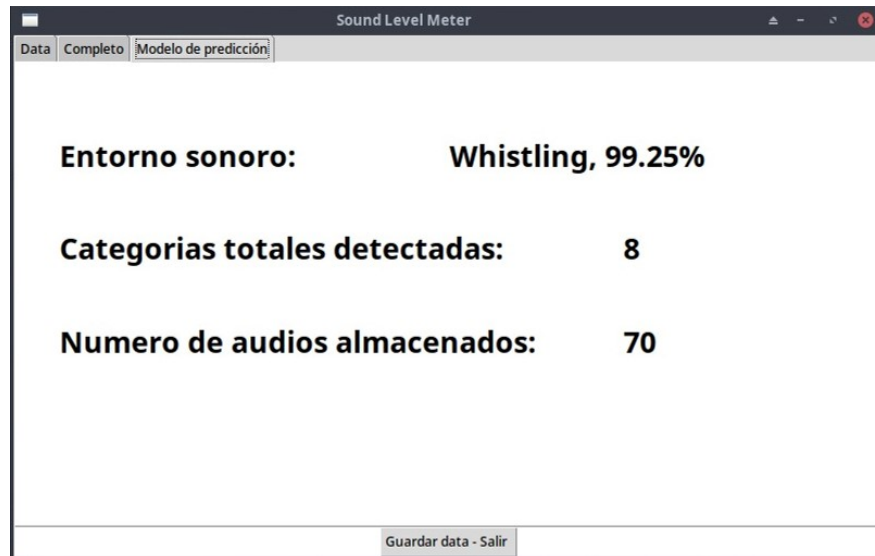 Sound Level Meter
Data Completo Modelo de predicción
Entorno sonoro: Whistling, 99.25%
Categorias totales detectadas: 8
Numero de audios almacenados: 70
Guardar data - Salir